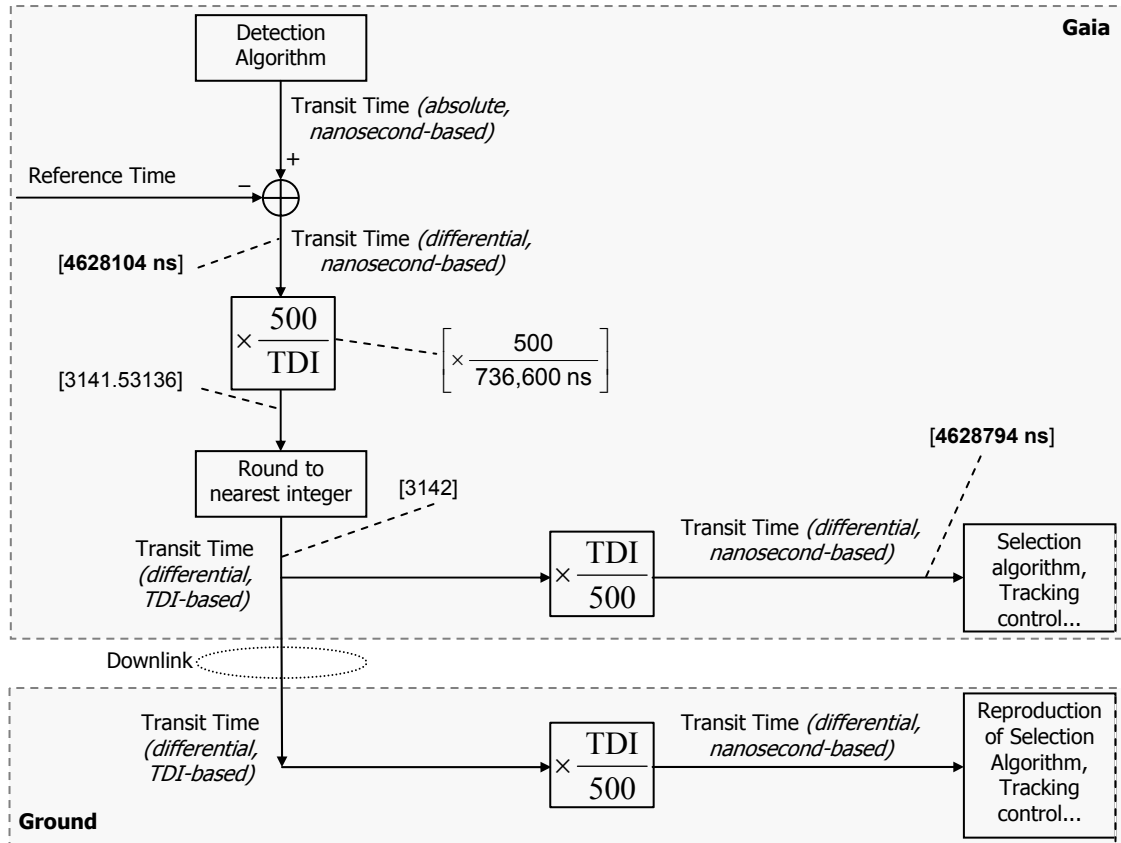 Gaia
Detection
Algorithm
Transit Time (absolute,
nanosecond-based)
+
Reference Time
−
Transit Time (differential,
nanosecond-based)
[4628104 ns]
× 500
TDI
[ × 500
736,600 ns ]
[3141.53136]
[4628794 ns]
Round to
nearest integer
[3142]
Transit Time
(differential,
TDI-based)
× TDI
500
Transit Time (differential,
nanosecond-based)
Selection
algorithm,
Tracking
control...
Downlink
Transit Time
(differential,
TDI-based)
× TDI
500
Transit Time (differential,
nanosecond-based)
Reproduction
of Selection
Algorithm,
Tracking
control...
Ground